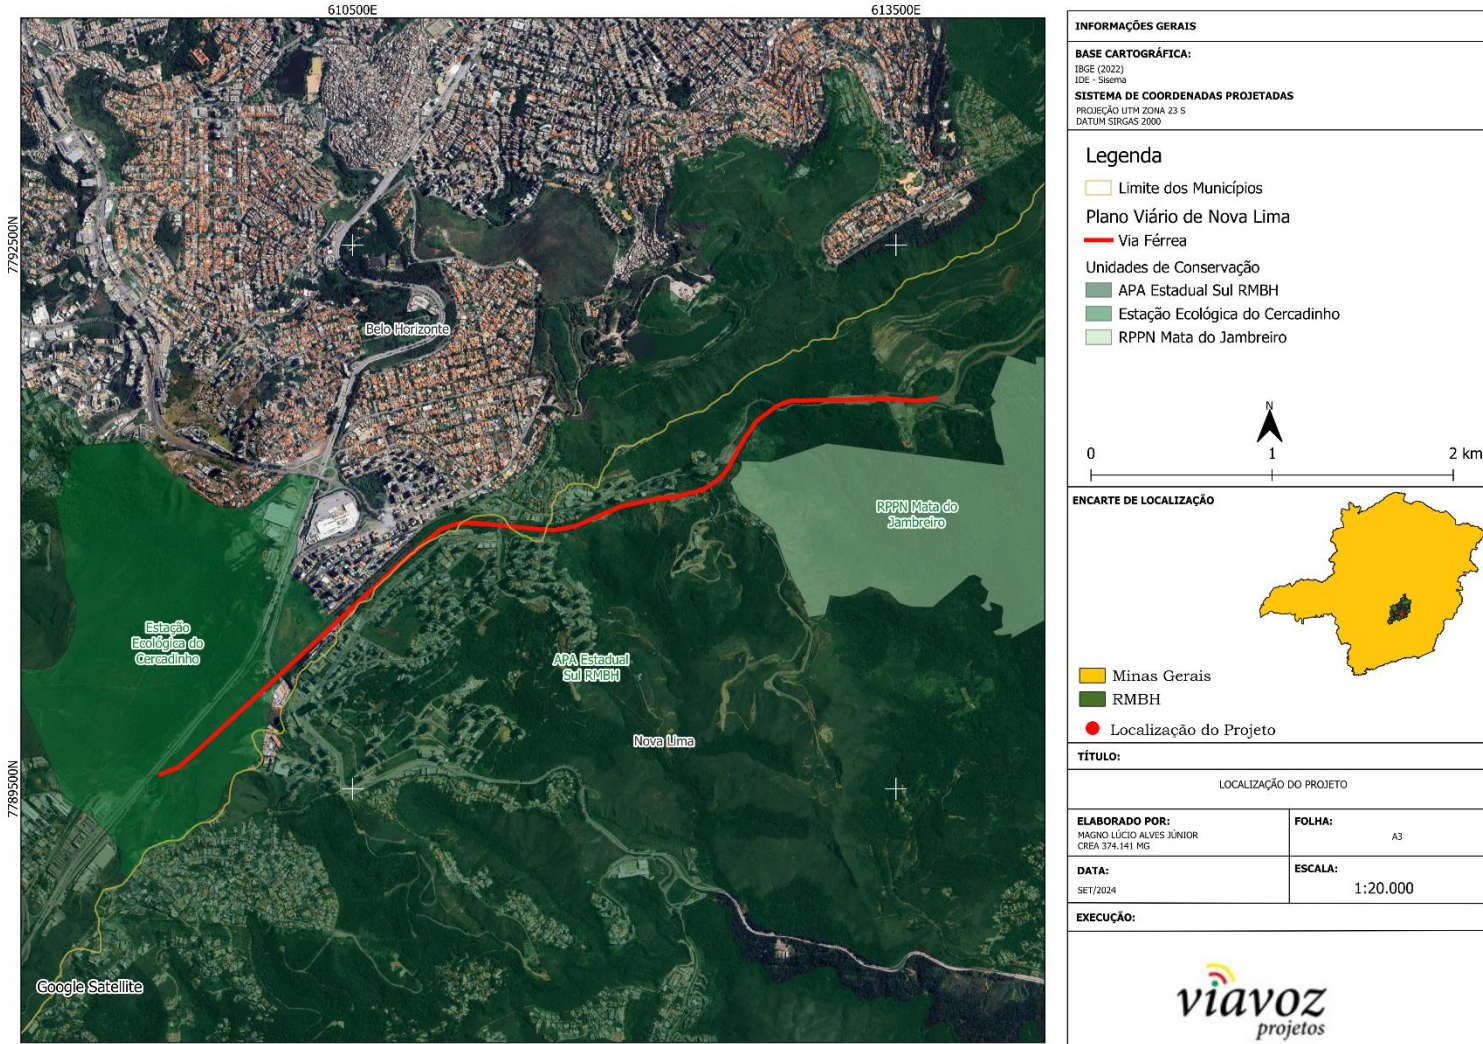 610500E
613500E
7792500N
7789500N
Belo Horizonte
RPPN Mata do
Jambreiro
Estação
Ecológica do
Cercadinho
APA Estadual
Sul RMBH
Nova Lima
Google Satellite
INFORMAÇÕES GERAIS
BASE CARTOGRÁFICA:
IBGE (2022)
IDE - Sisema
SISTEMA DE COORDENADAS PROJETADAS
PROJEÇÃO UTM ZONA 23 S
DATUM SIRGAS 2000
Legenda
Limite dos Municípios
Plano Viário de Nova Lima
Via Férrea
Unidades de Conservação
APA Estadual Sul RMBH
Estação Ecológica do Cercadinho
RPPN Mata do Jambreiro
N
0 1 2 km
ENCARTE DE LOCALIZAÇÃO
Minas Gerais
RMBH
Localização do Projeto
TÍTULO:
LOCALIZAÇÃO DO PROJETO
ELABORADO POR:
MAGNO LÚCIO ALVES JÚNIOR
CREA 374.141 MG
FOLHA:
A3
DATA:
SET/2024
ESCALA:
1:20.000
EXECUÇÃO:
viavoz
projetos